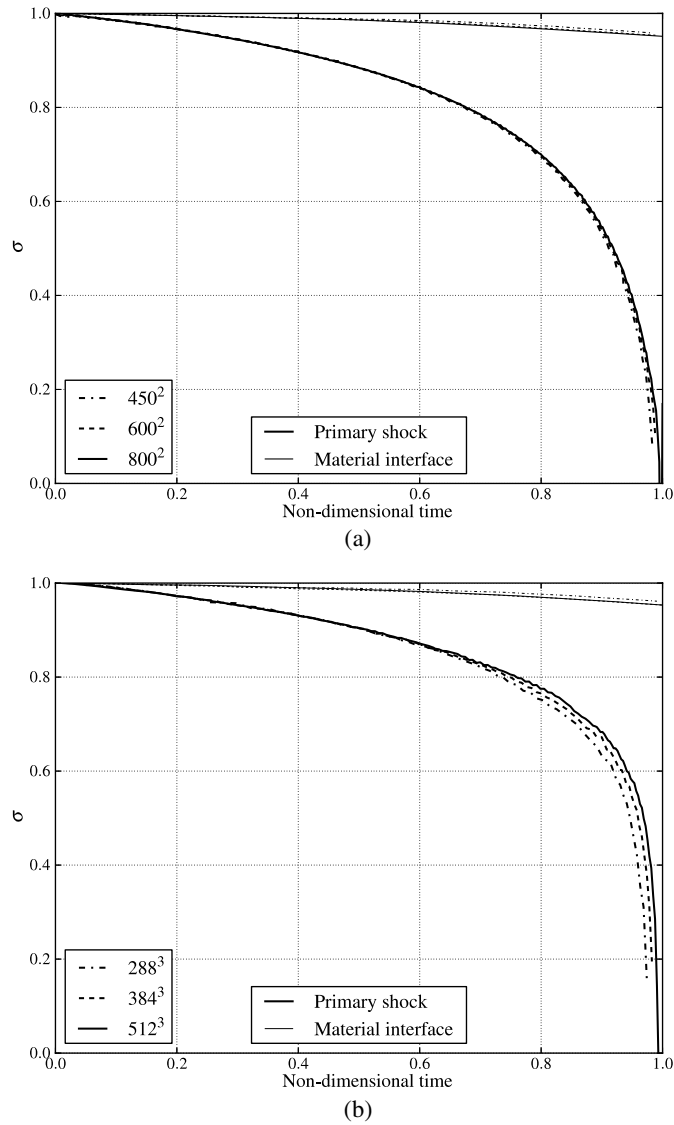 1.0
0.8
0.6
σ
0.4
0.2
450²
600²
800²
Primary shock
Material interface
0.0
0.0 0.2 0.4 0.6 0.8 1.0
Non-dimensional time
(a)
1.0
0.8
0.6
σ
0.4
0.2
288³
384³
512³
Primary shock
Material interface
0.0
0.0 0.2 0.4 0.6 0.8 1.0
Non-dimensional time
(b)